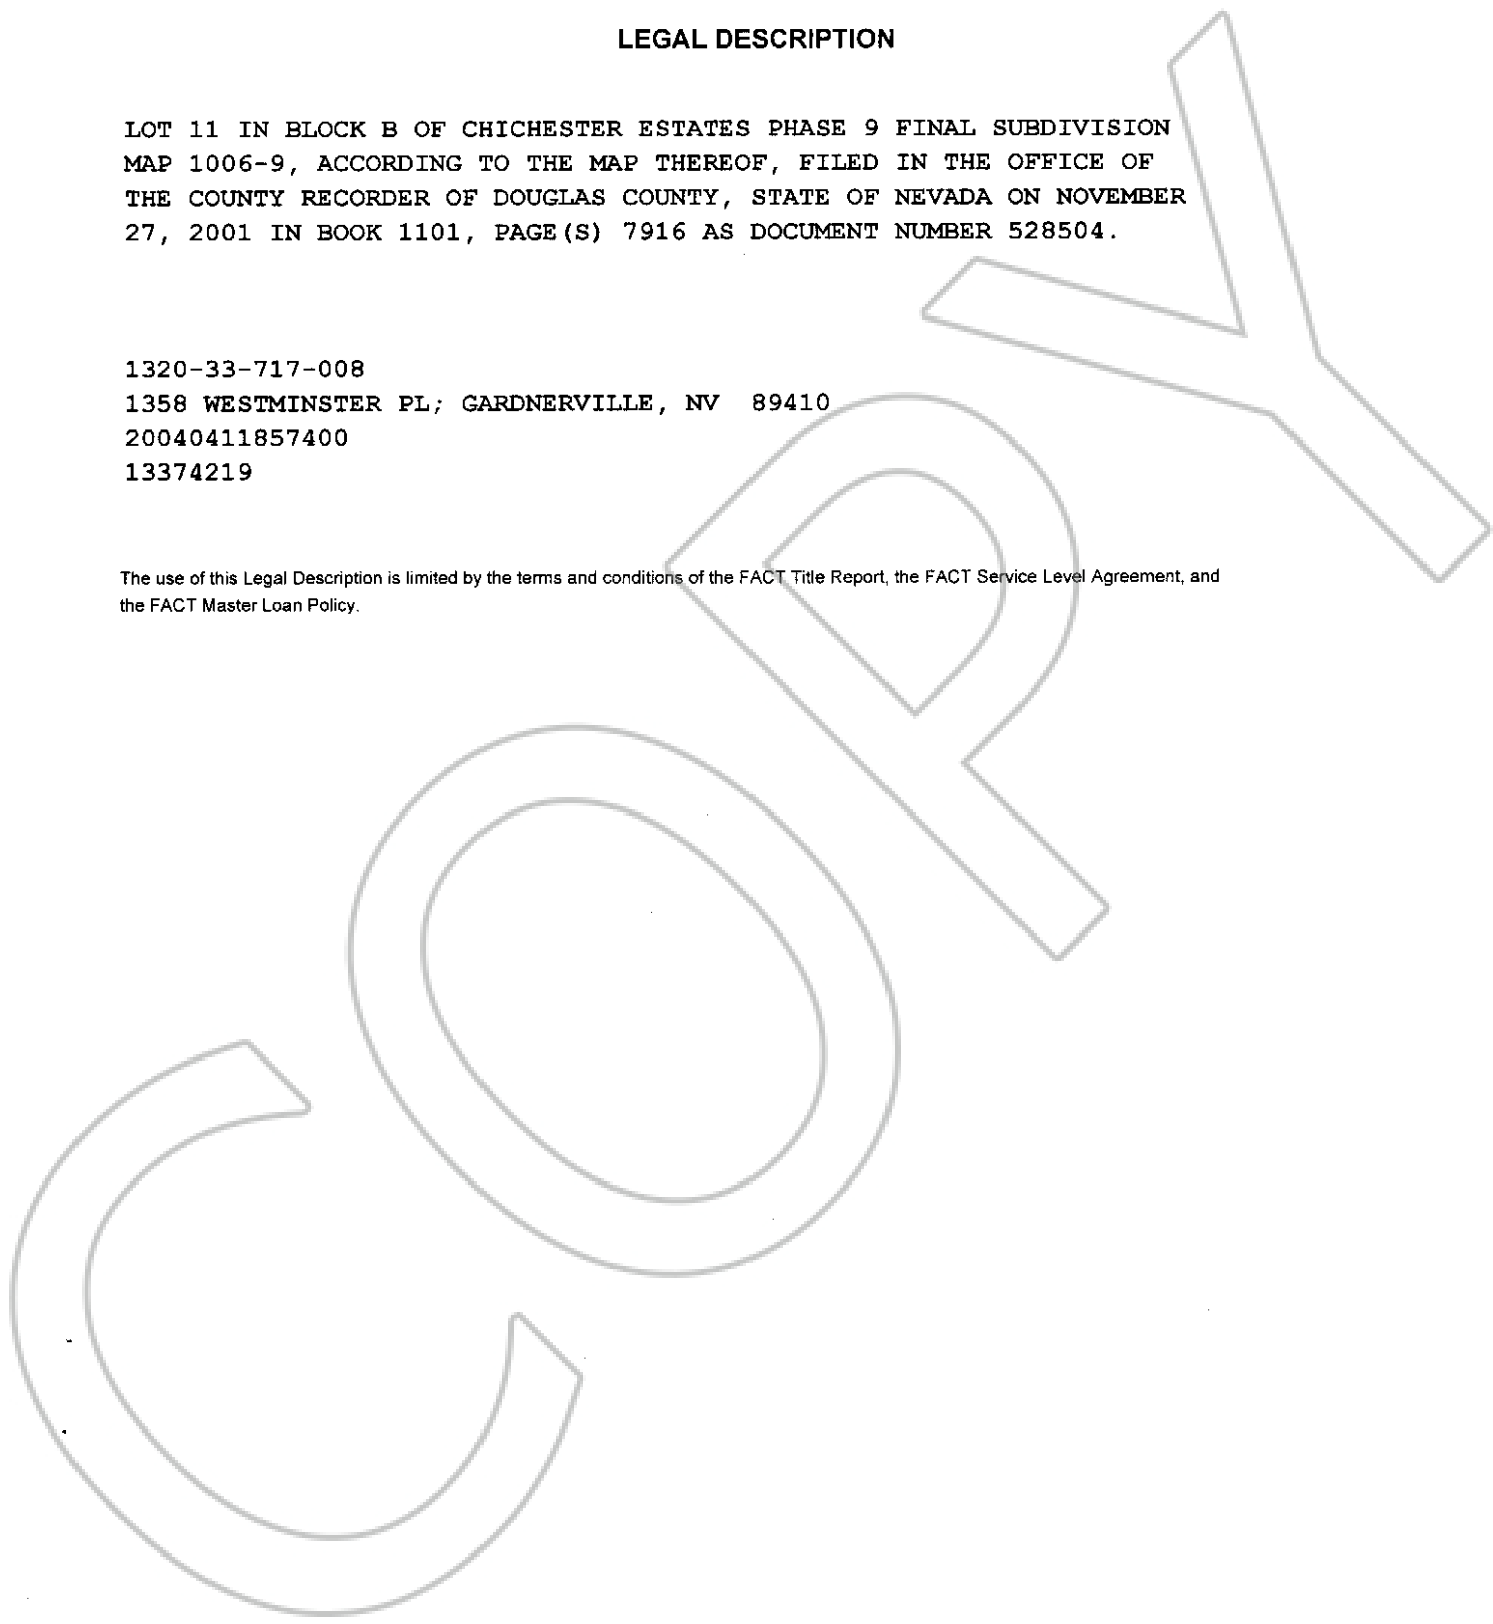 LEGAL DESCRIPTION
LOT 11 IN BLOCK B OF CHICHESTER ESTATES PHASE 9 FINAL SUBDIVISION
MAP 1006-9, ACCORDING TO THE MAP THEREOF, FILED IN THE OFFICE OF
THE COUNTY RECORDER OF DOUGLAS COUNTY, STATE OF NEVADA ON NOVEMBER
27, 2001 IN BOOK 1101, PAGE(S) 7916 AS DOCUMENT NUMBER 528504.
1320-33-717-008
1358 WESTMINSTER PL; GARDNERVILLE, NV  89410
20040411857400
13374219
The use of this Legal Description is limited by the terms and conditions of the FACT Title Report, the FACT Service Level Agreement, and
the FACT Master Loan Policy.
COPY